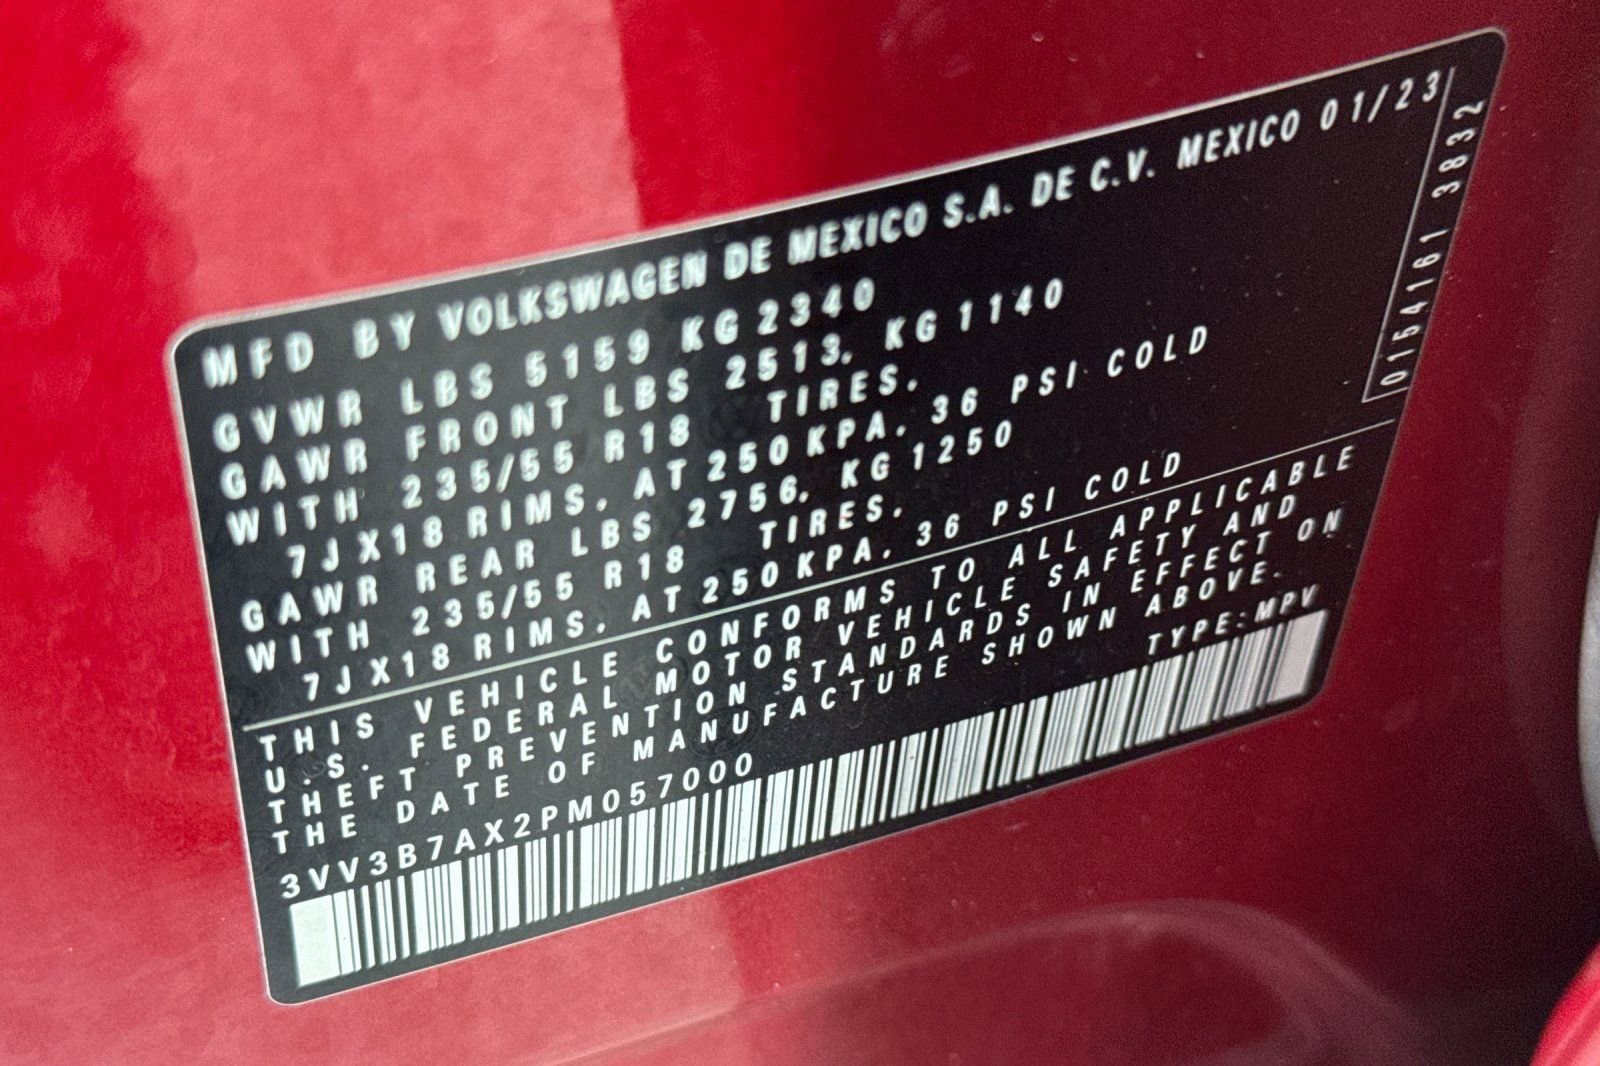 MFD BY VOLKSWAGEN DE MEXICO S.A. DE C.V. MEXICO 01/23
GVWR LBS 5159 KG 2340
GAWR FRONT LBS 2513. KG 1140
WITH 235/55 R18 TIRES.
7JX18 RIMS. AT 250 KPA. 36 PSI COLD
GAWR REAR LBS 2756. KG 1250
WITH 235/55 R18 TIRES.
7JX18 RIMS. AT 250 KPA. 36 PSI COLD
THIS VEHICLE CONFORMS TO ALL APPLICABLE
U.S. FEDERAL MOTOR VEHICLE SAFETY AND
THEFT PREVENTION STANDARDS IN EFFECT ON
THE DATE OF MANUFACTURE SHOWN ABOVE.
3VV3B7AX2PM057000 TYPE:MPV
0154161 3832